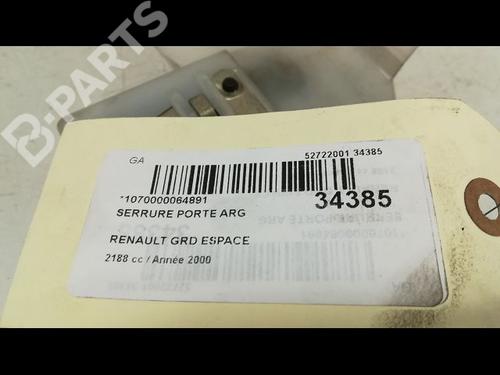 B-PARTS
GA
52722001 34385
*1070000064891
34385
SERRURE PORTE ARG
RENAULT GRD ESPACE
2188 cc / Année 2000